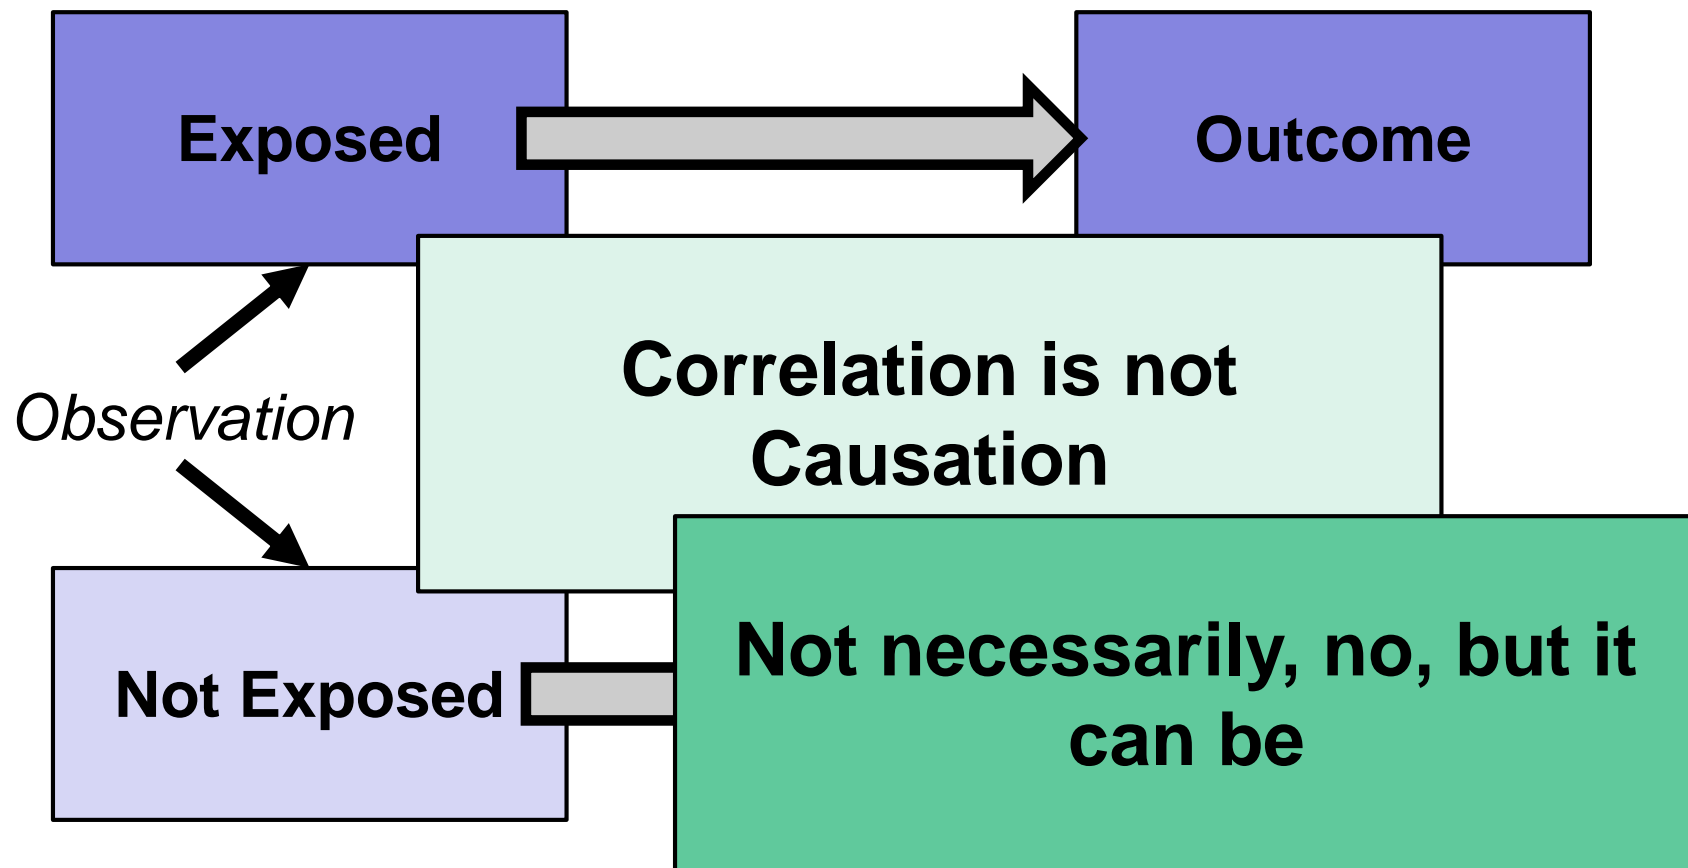 Exposed
Outcome
Correlation is not
Causation
Observation
Not necessarily, no, but it
can be
Not Exposed